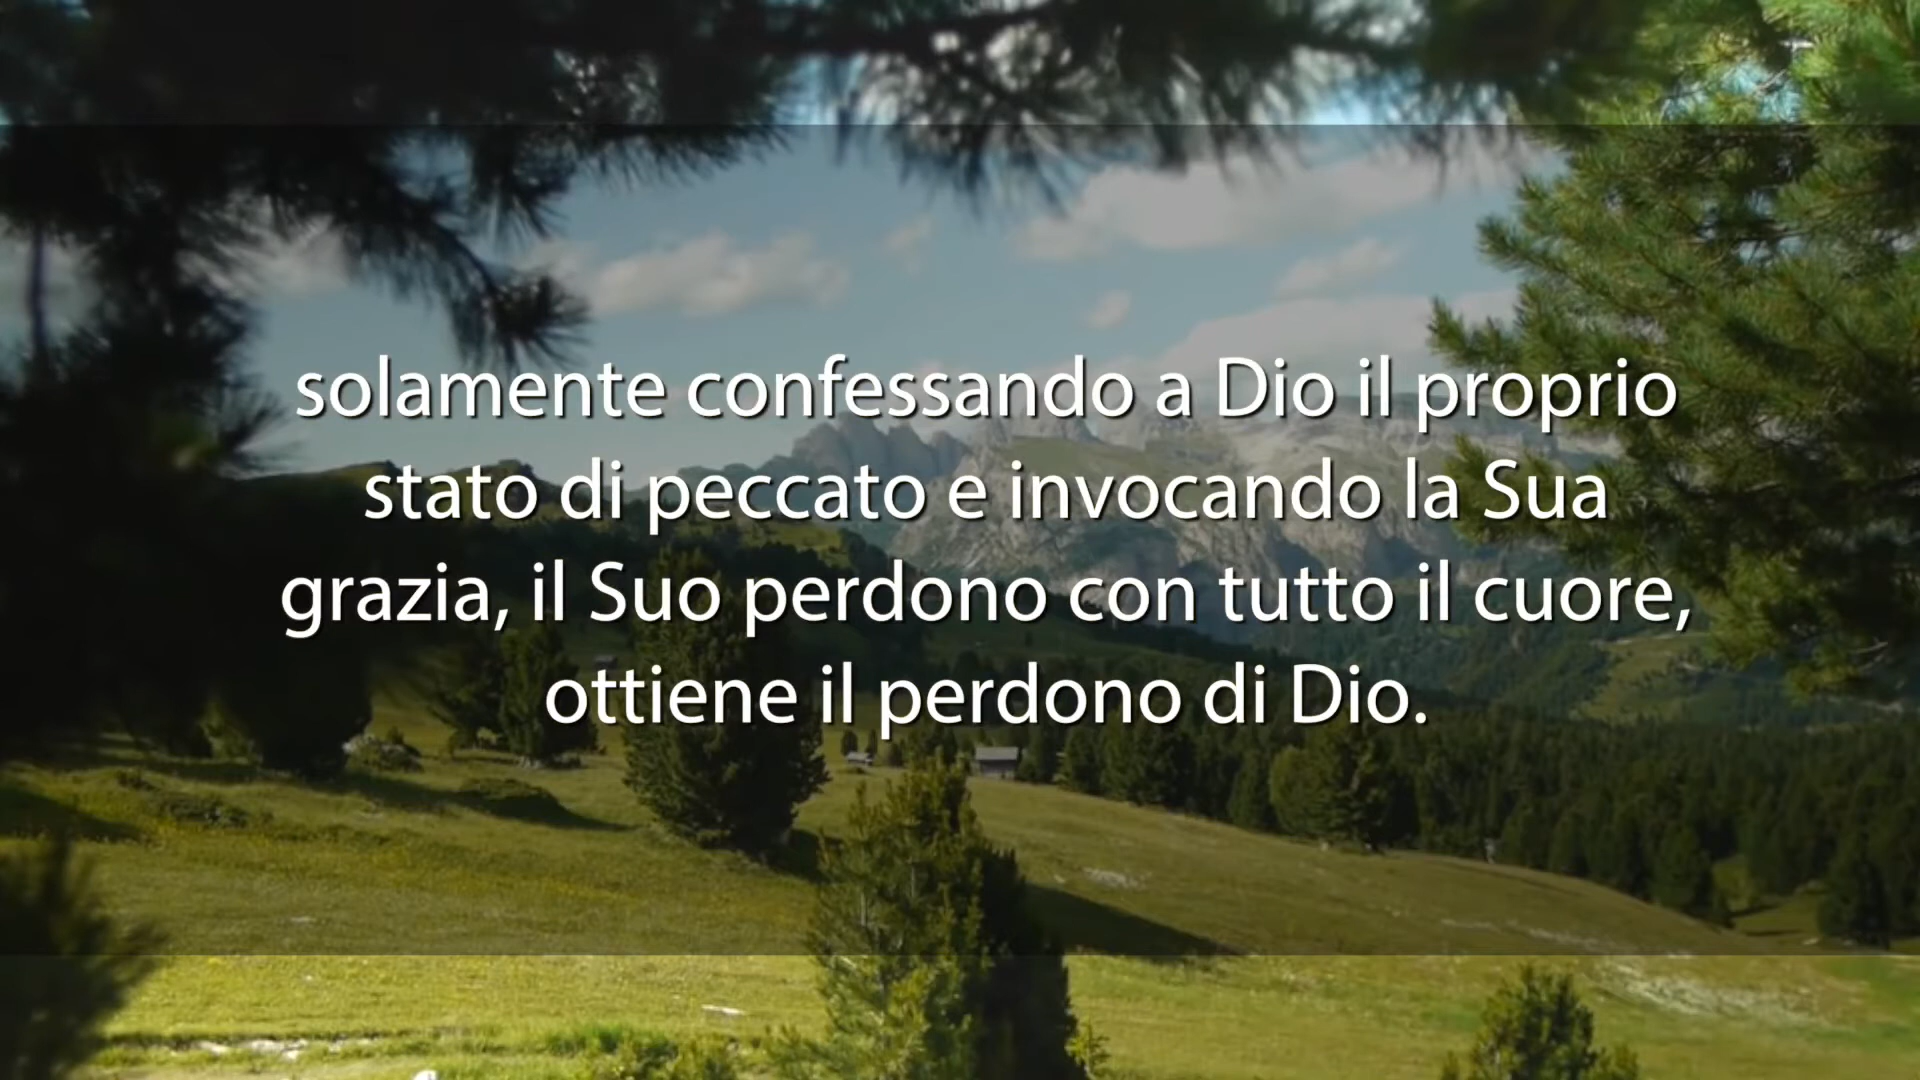 solamente confessando a Dio il proprio
stato di peccato e invocando la Sua
grazia, il Suo perdono con tutto il cuore,
ottiene il perdono di Dio.